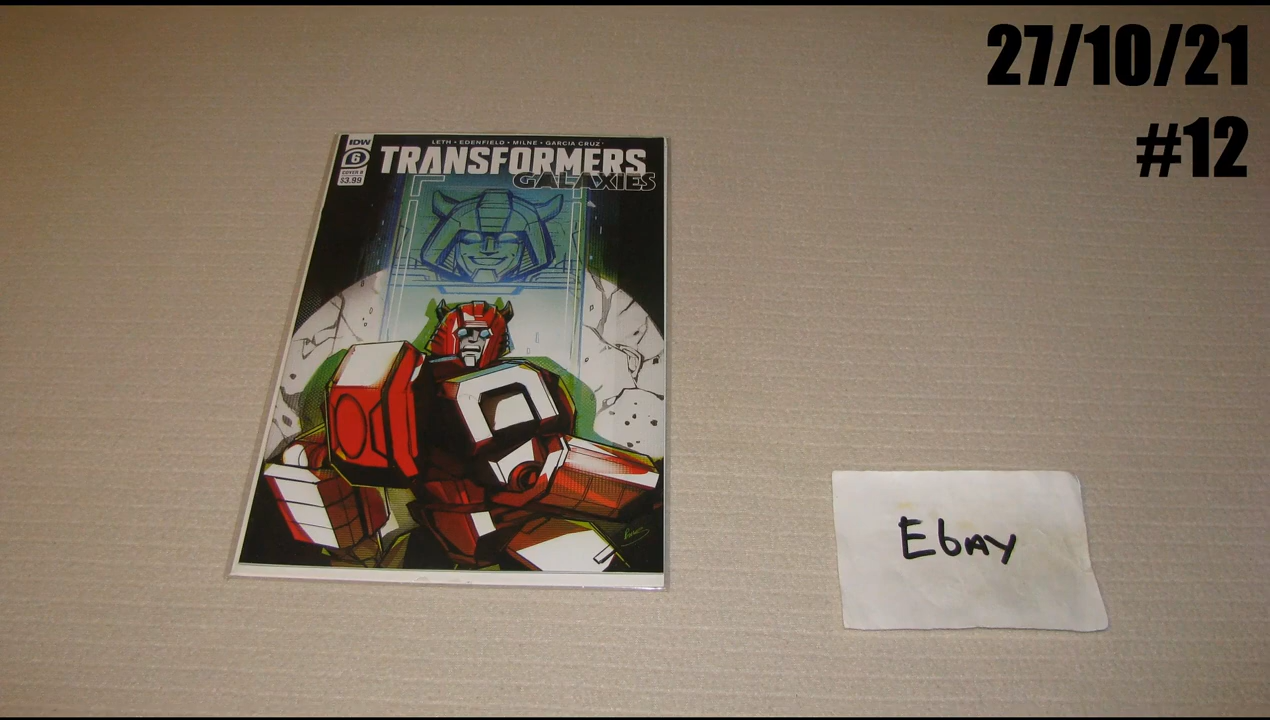 27/10/21
#12
IDW
LETH • EDENFIELD • MILNE • GARCIA CRUZ
6
TRANSFORMERS
COVER B
GALAXIES
$3.99
Ebay